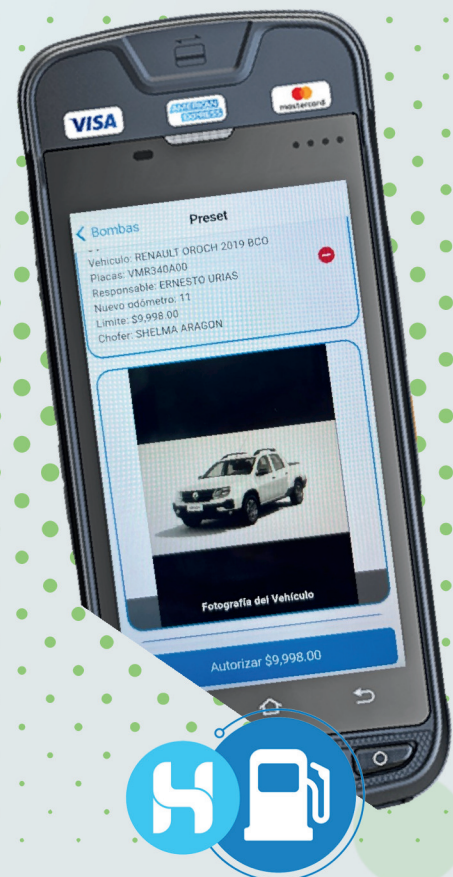 VISA
AMERICAN
EXPRESS
mastercard
Bombas
Preset
Vehiculo: RENAULT OROCH 2019 BCO
Placas: VMR340A00
Responsable: ERNESTO URIAS
Nuevo odómetro: 11
Limite: $9,998.00
Chofer: SHELMA ARAGON
Fotografía del Vehículo
Autorizar $9,998.00